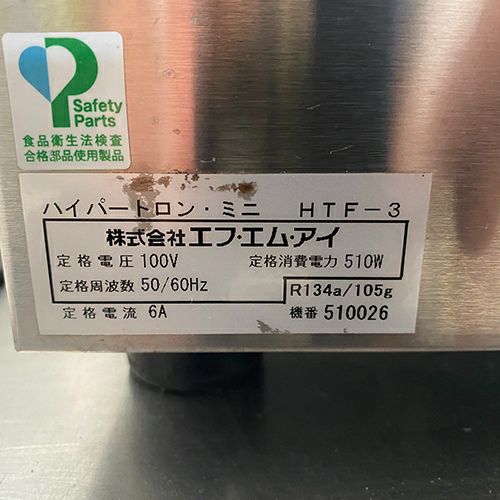 Safety
Parts
食品衛生法検査
合格部品使用製品
ハイパートロン・ミニ HTF-3
株式会社エフ・エム・アイ
定格電圧 100V 定格消費電力 510W
定格周波数 50/60Hz R134a/105g
定格電流 6A 機番 510026